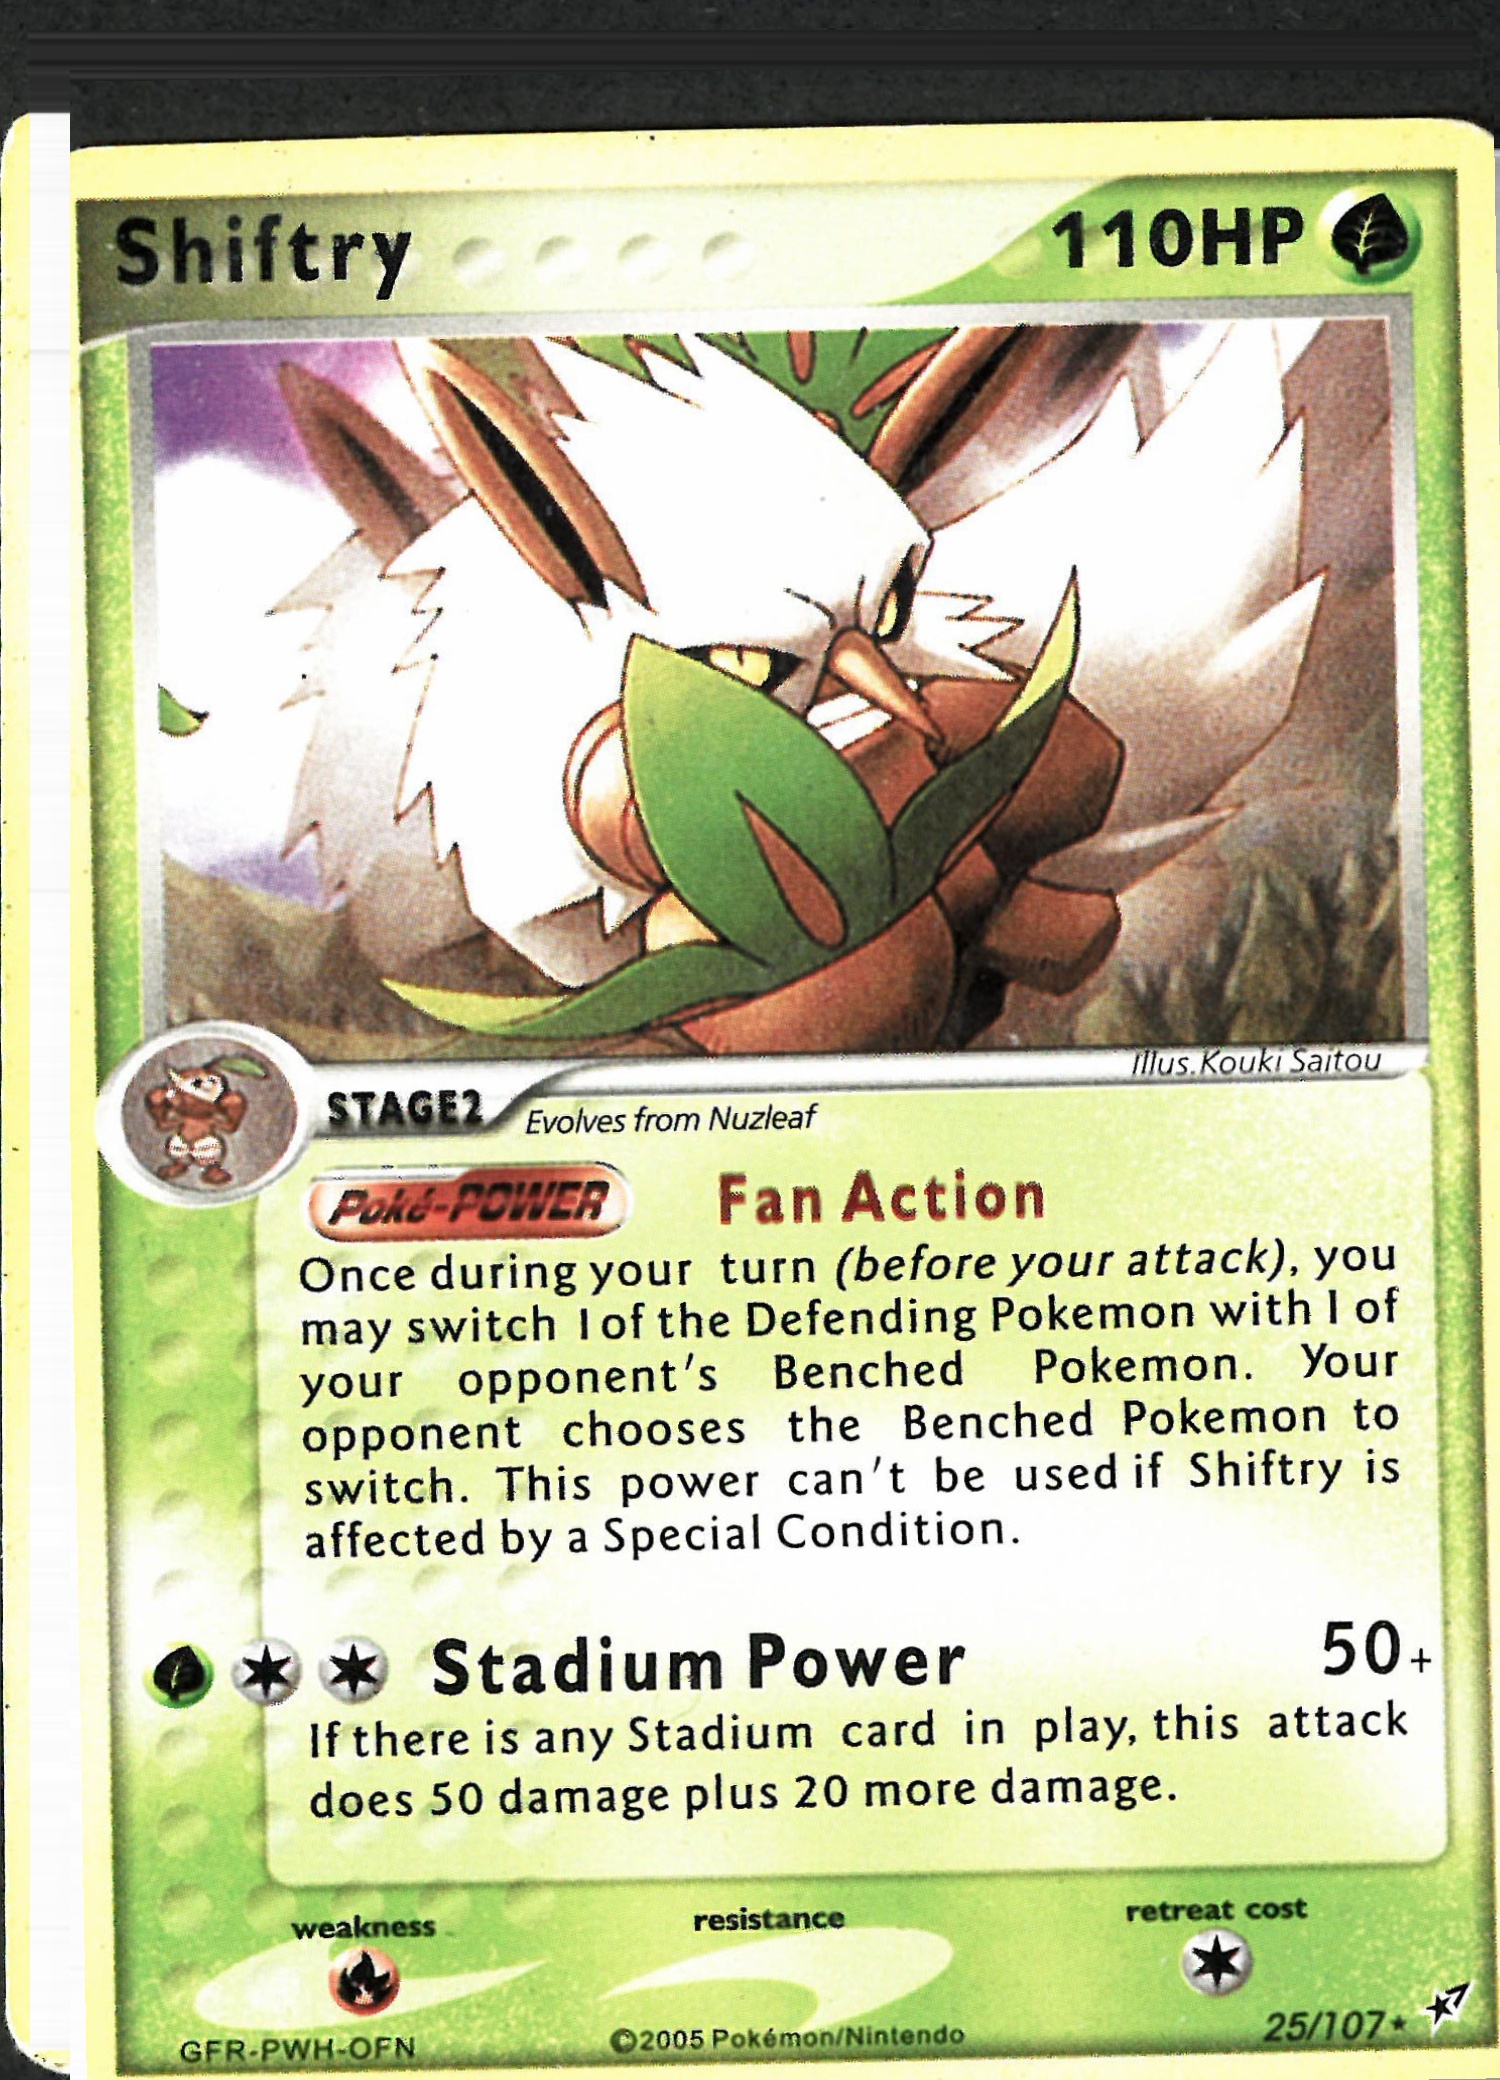 Shiftry 110HP
Illus. Kouki Saitou
STAGE2 Evolves from Nuzleaf
Poké-POWER Fan Action
Once during your turn (before your attack), you
may switch 1 of the Defending Pokemon with 1 of
your opponent's Benched Pokemon. Your
opponent chooses the Benched Pokemon to
switch. This power can't be used if Shiftry is
affected by a Special Condition.
Stadium Power 50+
If there is any Stadium card in play, this attack
does 50 damage plus 20 more damage.
weakness resistance retreat cost
GFR-PWH-OFN ©2005 Pokémon/Nintendo 25/107★